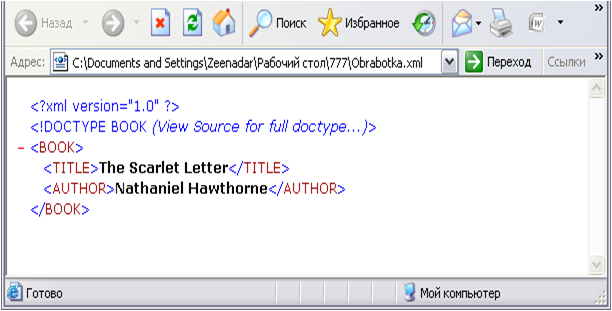 Назад Поиск Избранное
Адрес: C:\Documents and Settings\Zeenadar\Рабочий стол\777\Obrabotka.xml Переход Ссылки »
<?xml version="1.0" ?>
<!DOCTYPE BOOK (View Source for full doctype...)>
- <BOOK>
<TITLE>The Scarlet Letter</TITLE>
<AUTHOR>Nathaniel Hawthorne</AUTHOR>
</BOOK>
Готово Мой компьютер